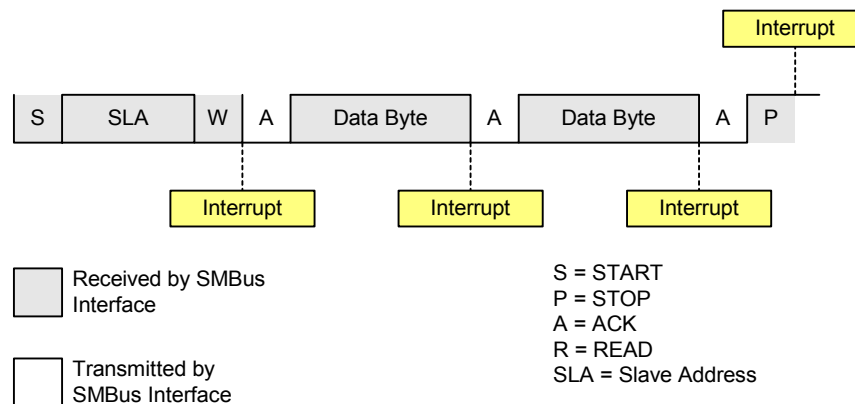 Interrupt
S SLA W A Data Byte A Data Byte A P
Interrupt Interrupt Interrupt
Received by SMBus
Interface
Transmitted by
SMBus Interface
S = START
P = STOP
A = ACK
R = READ
SLA = Slave Address